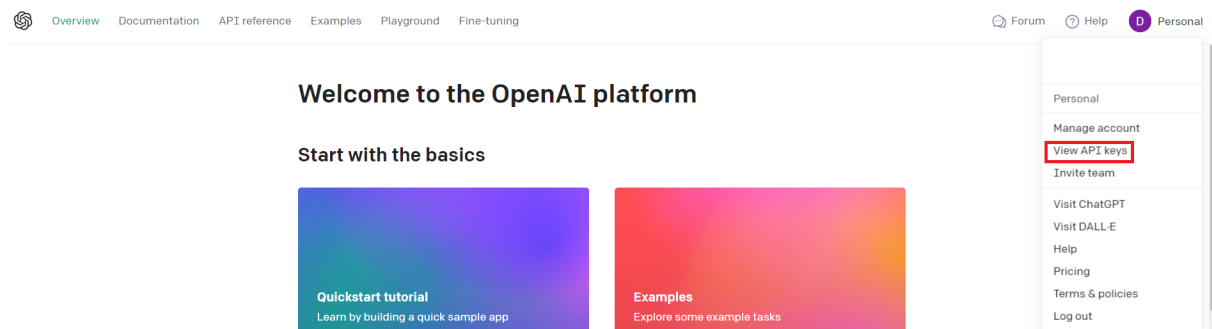 Overview Documentation API reference Examples Playground Fine-tuning Forum Help D Personal
Welcome to the OpenAI platform
Start with the basics
Quickstart tutorial
Learn by building a quick sample app
Examples
Explore some example tasks
Personal
Manage account
View API keys
Invite team
Visit ChatGPT
Visit DALL·E
Help
Pricing
Terms & policies
Log out